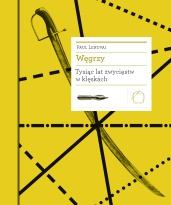 Paul Lendvai
Węgrzy
Tysiąc lat zwycięstw
w klęskach